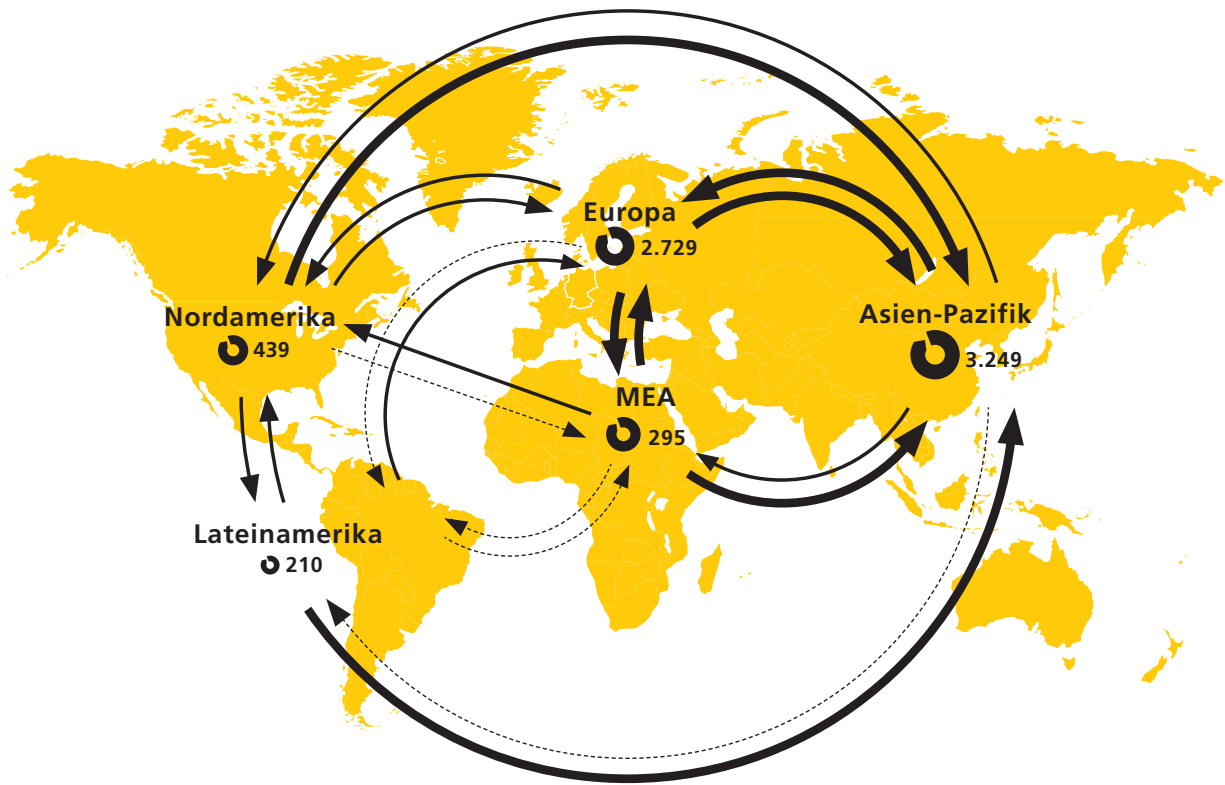 Europa
2.729
Nordamerika
439
Asien-Pazifik
3.249
MEA
295
Lateinamerika
210